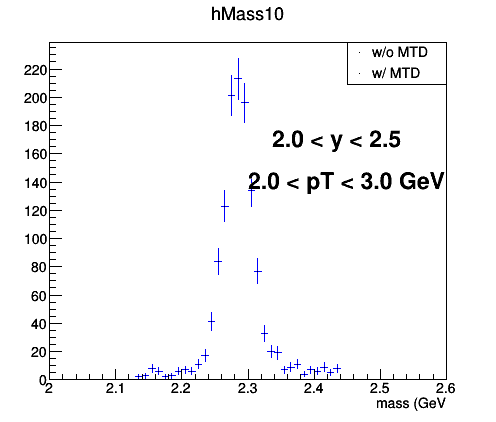 hMass10
w/o MTD
w/ MTD
2.0 < y < 2.5
2.0 < pT < 3.0 GeV
220
200
180
160
140
120
100
80
60
40
20
0
2 2.1 2.2 2.3 2.4 2.5 2.6
mass (GeV